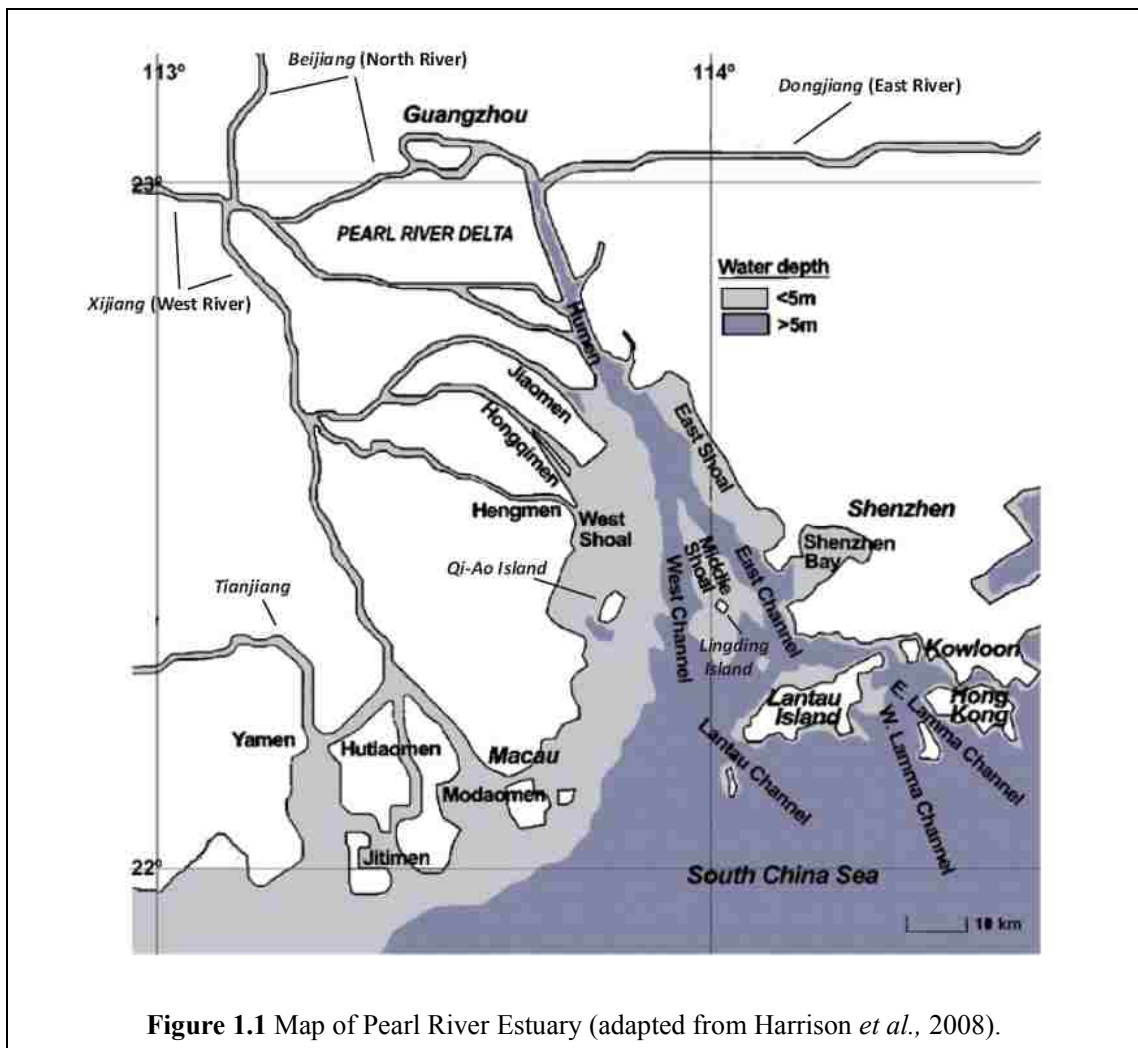 Beijiang (North River)
113°
114°
Dongjiang (East River)
Guangzhou
23°
PEARL RIVER DELTA
Water depth
<5m
>5m
Xijiang (West River)
Humen
Jiaomen
East Shoal
Hongqimen
Hengmen
West
Shoal
Shenzhen
Shenzhen
Bay
Middle
Shoal
East Channel
West Channel
Qi-Ao Island
Tianjiang
Lingding
Island
Kowloon
Lantau
Island
Hong
Kong
E. Lamma Channel
W. Lamma Channel
Lantau Channel
Yamen
Hutiaomen
Macau
Modaomen
Jitimen
22°
South China Sea
10 km
Figure 1.1 Map of Pearl River Estuary (adapted from Harrison et al., 2008).